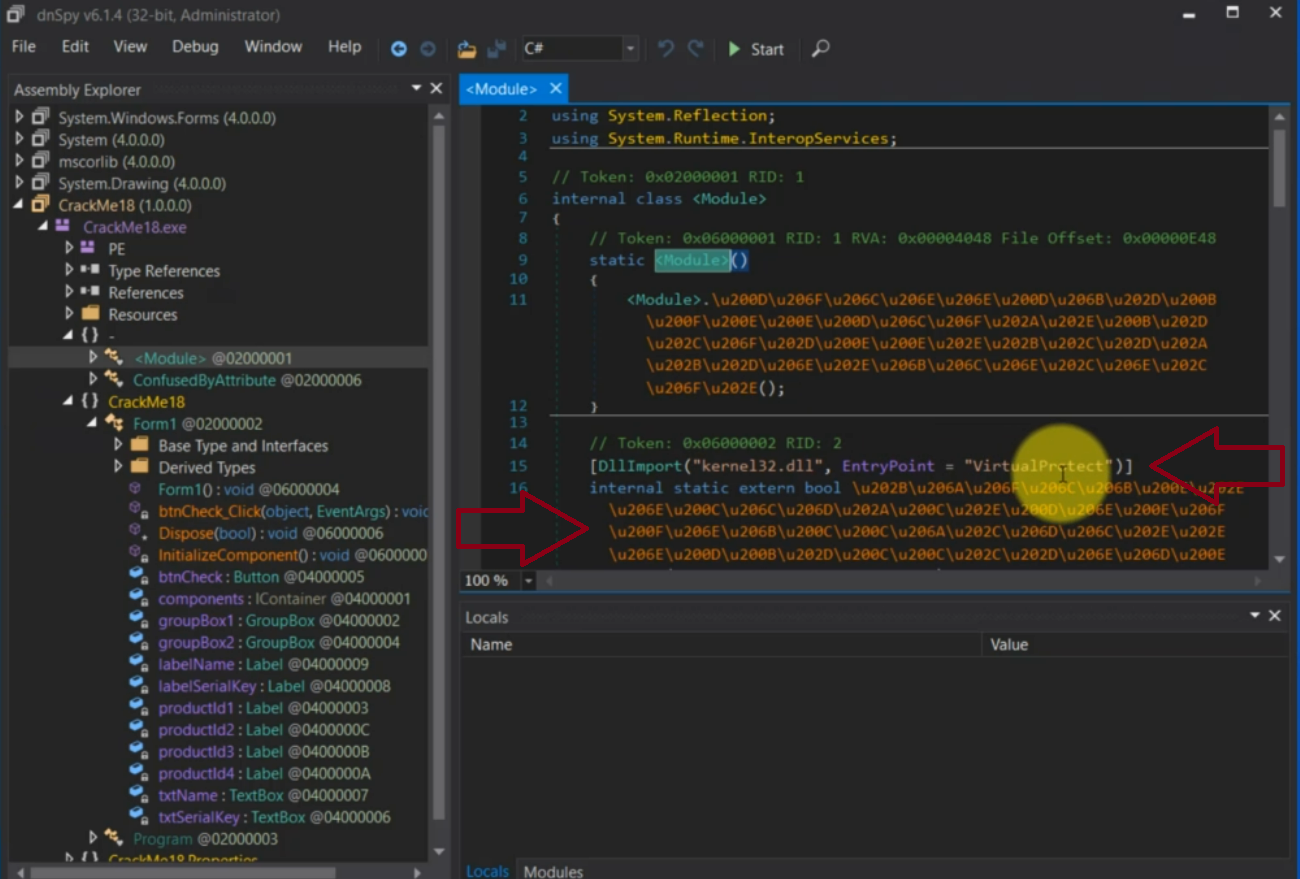 dnSpy v6.1.4 (32-bit, Administrator)
File Edit View Debug Window Help C# Start
Assembly Explorer
System.Windows.Forms (4.0.0.0)
System (4.0.0.0)
mscorlib (4.0.0.0)
System.Drawing (4.0.0.0)
CrackMe18 (1.0.0.0)
CrackMe18.exe
PE
Type References
References
Resources
{ } -
<Module> @02000001
ConfusedByAttribute @02000006
{ } CrackMe18
Form1 @02000002
Base Type and Interfaces
Derived Types
Form1() : void @06000004
btnCheck_Click(object, EventArgs) : voic
Dispose(bool) : void @06000006
InitializeComponent() : void @0600000
btnCheck : Button @04000005
components : IContainer @04000001
groupBox1 : GroupBox @04000002
groupBox2 : GroupBox @04000004
labelName : Label @04000009
labelSerialKey : Label @04000008
productId1 : Label @04000003
productId2 : Label @0400000C
productId3 : Label @0400000B
productId4 : Label @0400000A
txtName : TextBox @04000007
txtSerialKey : TextBox @04000006
Program @02000003
{ } CrackMe18.Properties
<Module>
2 using System.Reflection;
3 using System.Runtime.InteropServices;
4
5 // Token: 0x02000001 RID: 1
6 internal class <Module>
7 {
8 // Token: 0x06000001 RID: 1 RVA: 0x00004048 File Offset: 0x00000E48
9 static <Module>()
10 {
11 <Module>.\u200D\u206F\u206C\u206E\u206E\u200D\u206B\u202D\u200B
\u200F\u200E\u200E\u200D\u206C\u206F\u202A\u202E\u200B\u202D
\u202C\u206F\u202D\u200E\u200E\u202E\u202B\u202C\u202D\u202A
\u202B\u202D\u206E\u202E\u206B\u206C\u206E\u202C\u206E\u202C
\u206F\u202E();
12 }
13
14 // Token: 0x06000002 RID: 2
15 [DllImport("kernel32.dll", EntryPoint = "VirtualProtect")]
16 internal static extern bool \u202B\u206A\u206F\u206C\u206B\u200E\u202E
\u206E\u200C\u206C\u206D\u202A\u200C\u202E\u200D\u206E\u200E\u206F
\u200F\u206E\u206B\u200C\u200C\u206A\u202C\u206D\u206C\u202E\u202E
\u206E\u200D\u200B\u202D\u200C\u200C\u202C\u202D\u206E\u206D\u200E
100 %
Locals
Name Value
Locals Modules